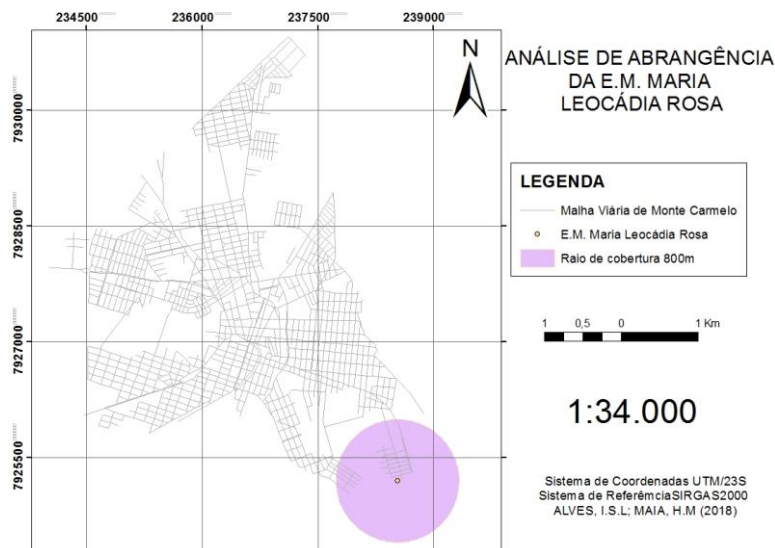 234500 236000 237500 239000
7930000
7928500
7927000
7925500
N
ANÁLISE DE ABRANGÊNCIA
DA E.M. MARIA
LEOCÁDIA ROSA
LEGENDA
Malha Viária de Monte Carmelo
E.M. Maria Leocádia Rosa
Raio de cobertura 800m
1 0,5 0 1 Km
1:34.000
Sistema de Coordenadas UTM/23S
Sistema de ReferêmciaSIRGAS2000
ALVES, I.S.L; MAIA, H.M (2018)